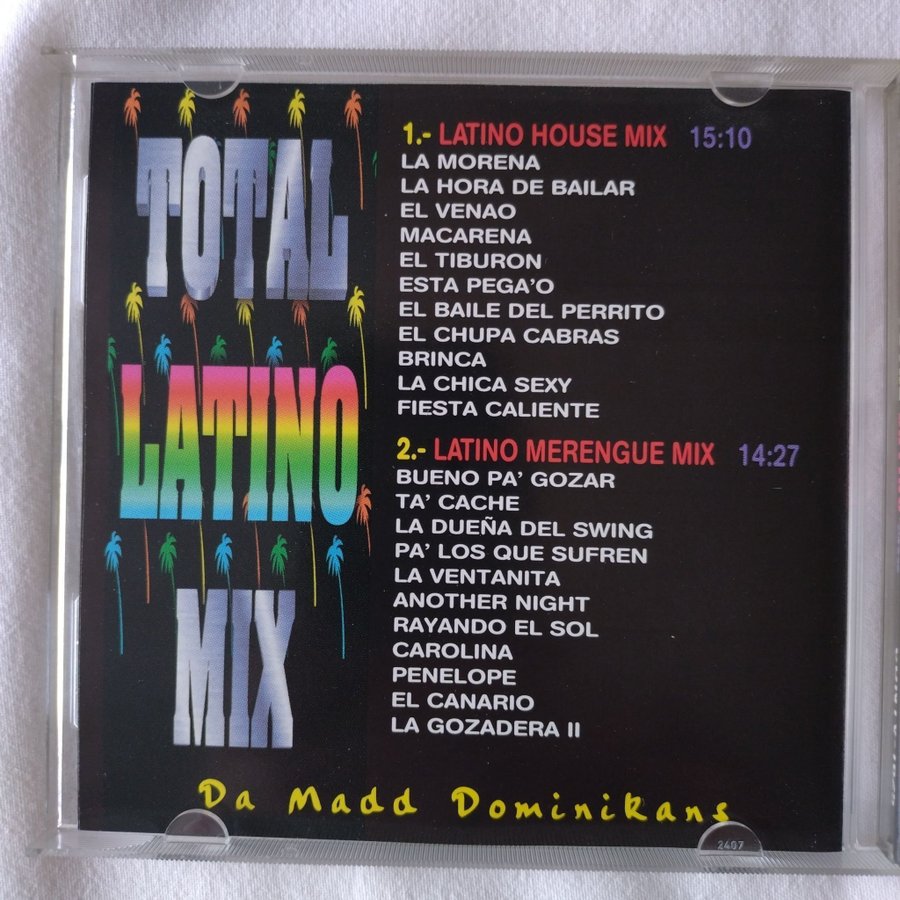 TOTAL
LATINO
MIX
1.- LATINO HOUSE MIX 15:10
LA MORENA
LA HORA DE BAILAR
EL VENAO
MACARENA
EL TIBURON
ESTA PEGA'O
EL BAILE DEL PERRITO
EL CHUPA CABRAS
BRINCA
LA CHICA SEXY
FIESTA CALIENTE
2.- LATINO MERENGUE MIX 14:27
BUENO PA' GOZAR
TA' CACHE
LA DUEÑA DEL SWING
PA' LOS QUE SUFREN
LA VENTANITA
ANOTHER NIGHT
RAYANDO EL SOL
CAROLINA
PENELOPE
EL CANARIO
LA GOZADERA II
Da Madd Dominikans
2407